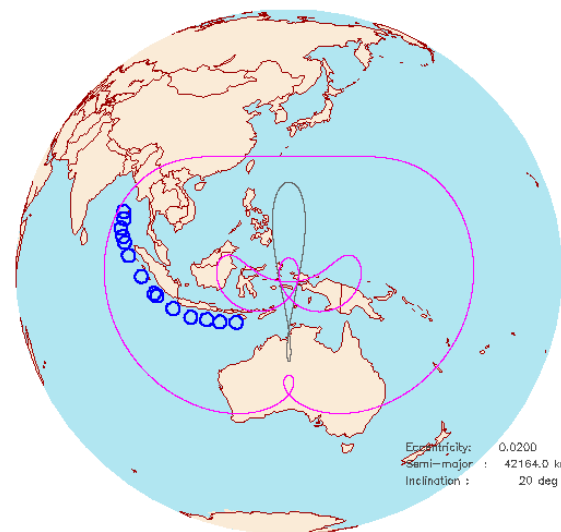 Eccentricity: 0.0200
Semi-major : 42164.0 k
Inclination : 20 deg